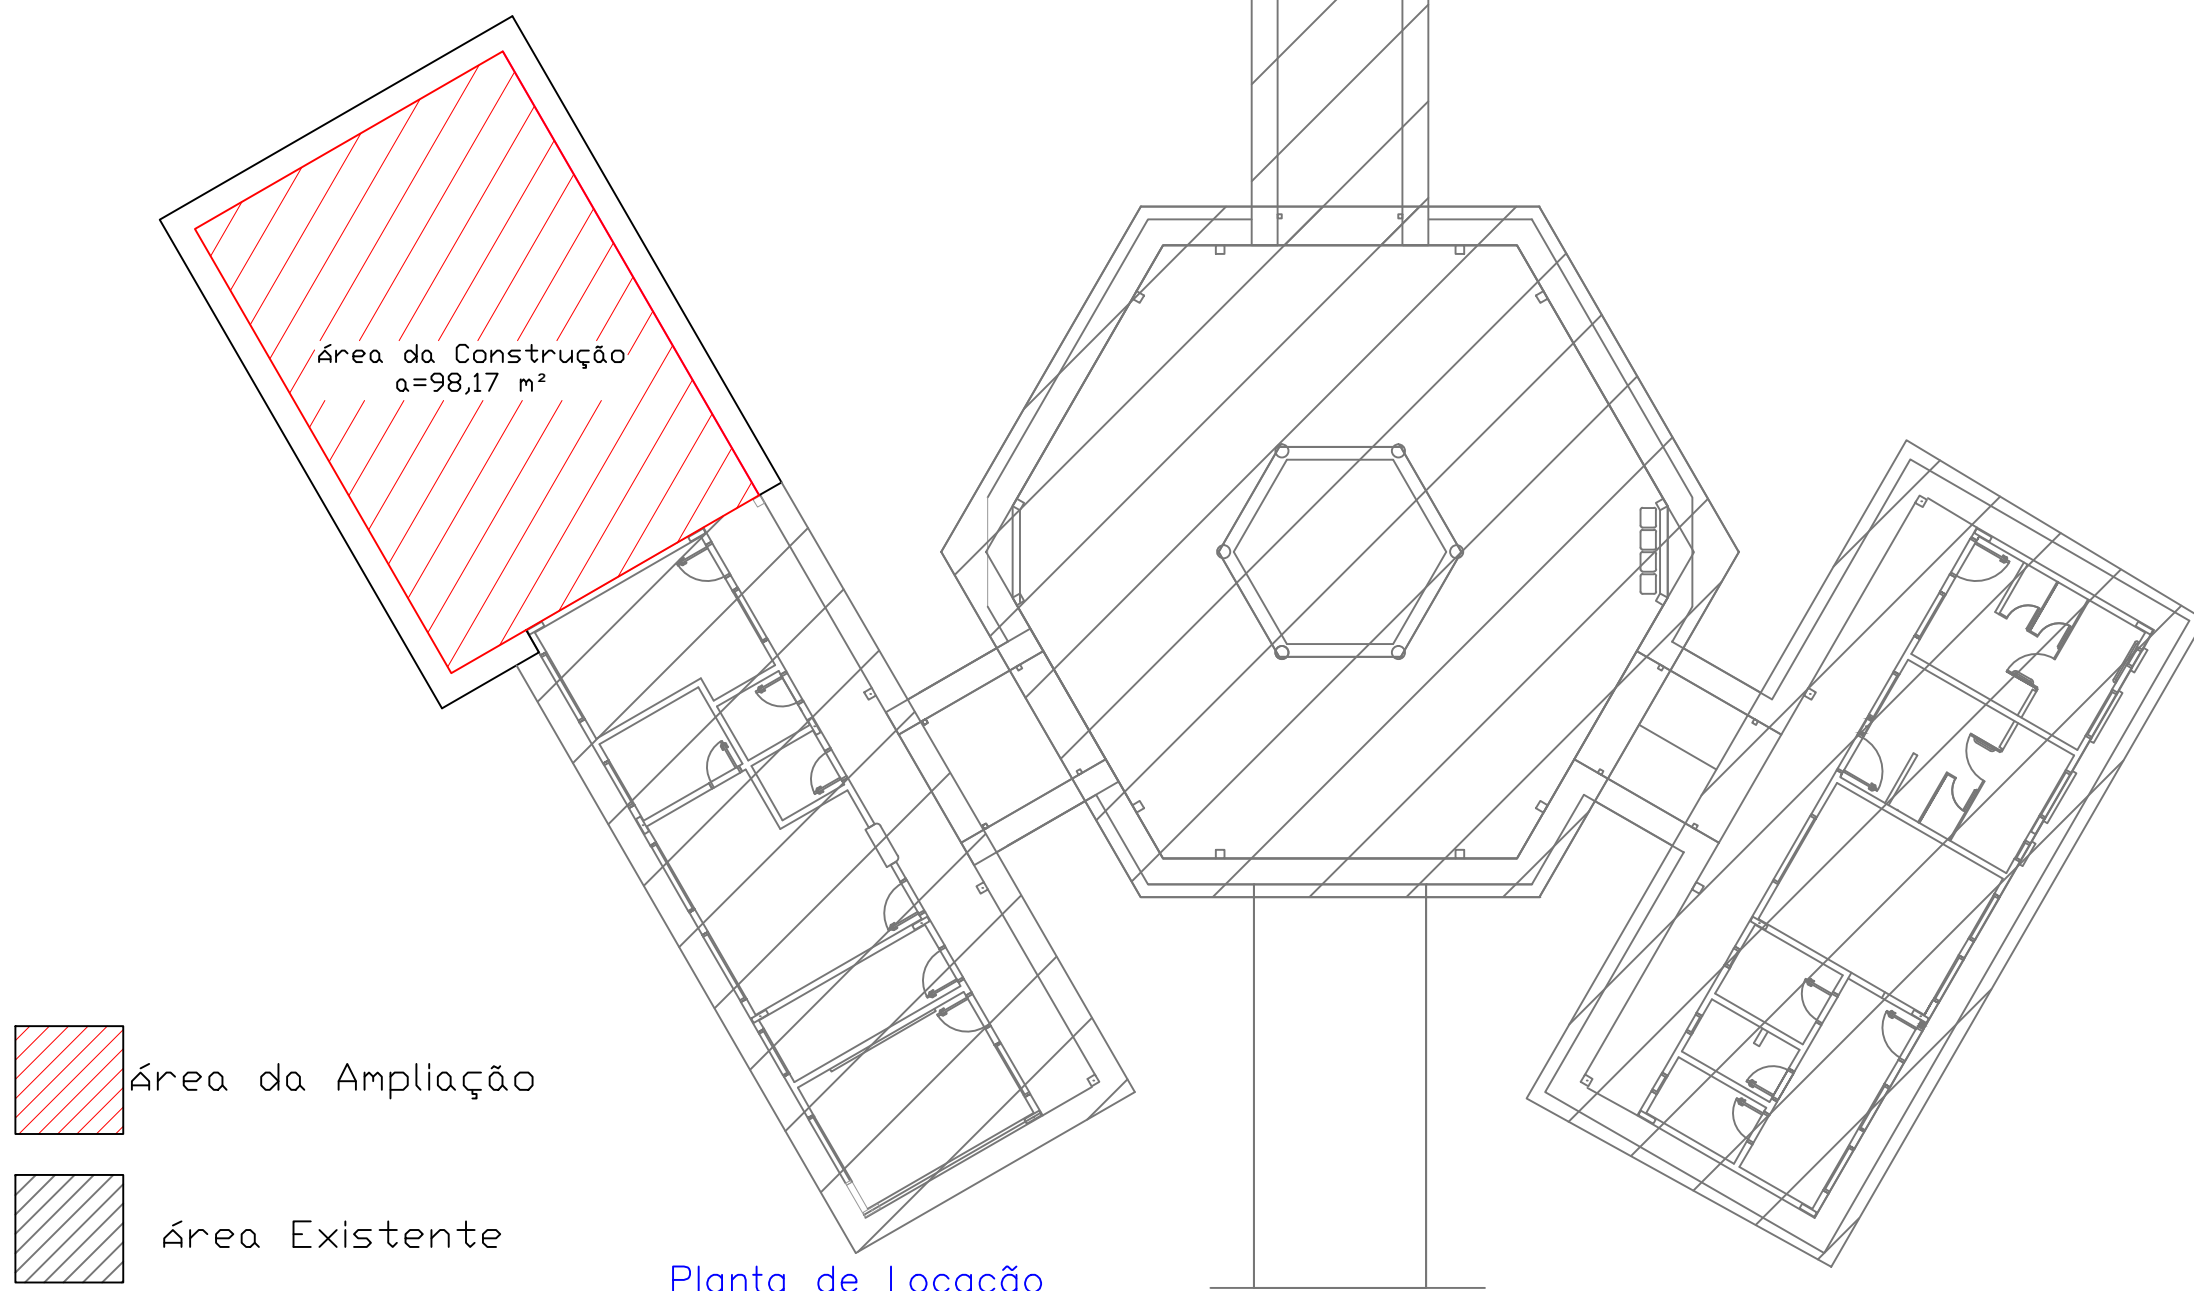 Área da Construção
a=98,17 m²
Área da Ampliação
Área Existente
Planta de Locação